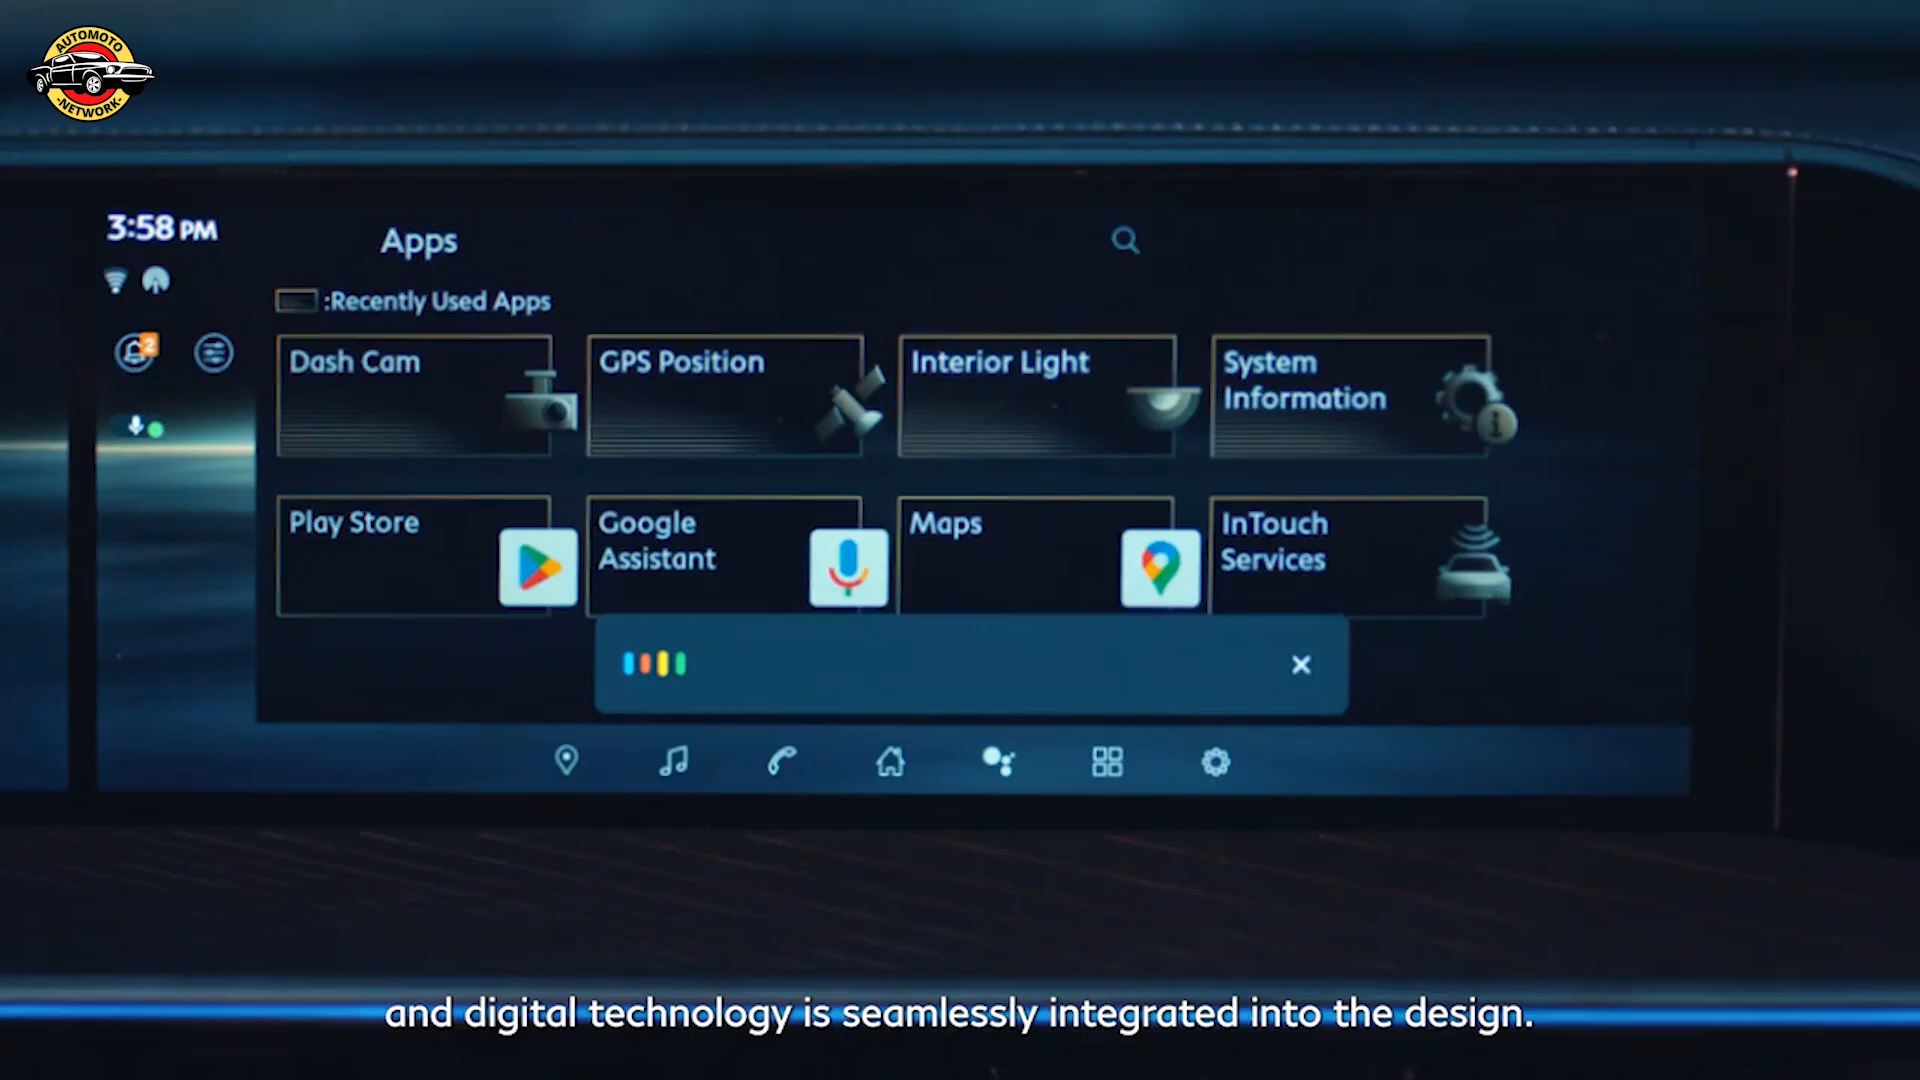 AUTOMOTO
-NETWORK-
3:58 PM
Apps
:Recently Used Apps
2
Dash Cam
GPS Position
Interior Light
System
Information
i
Play Store
Google
Assistant
Maps
InTouch
Services
and digital technology is seamlessly integrated into the design.